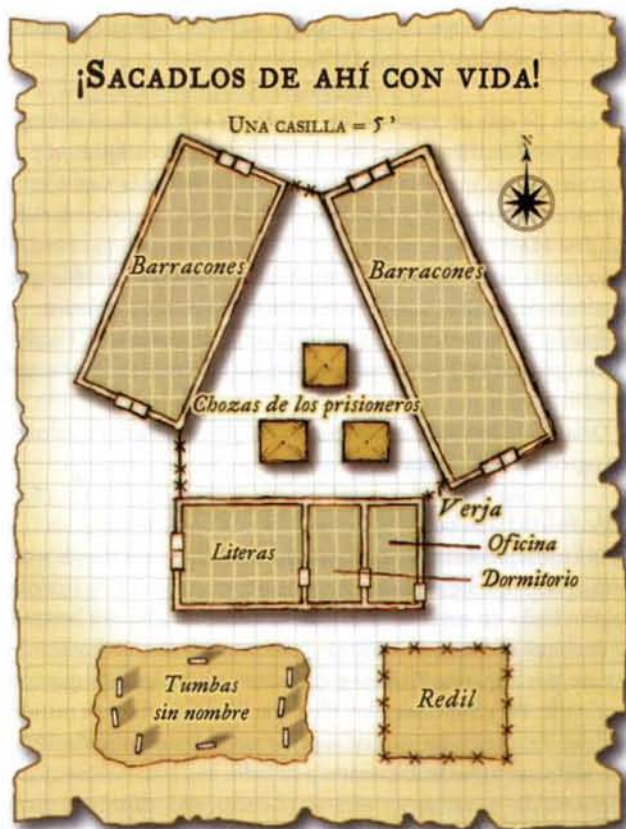 ¡SACADLOS DE AHÍ CON VIDA!
UNA CASILLA = 5'
N
Barracones
Barracones
Chozas de los prisioneros
Verja
Literas
Oficina
Dormitorio
Tumbas
sin nombre
Redil